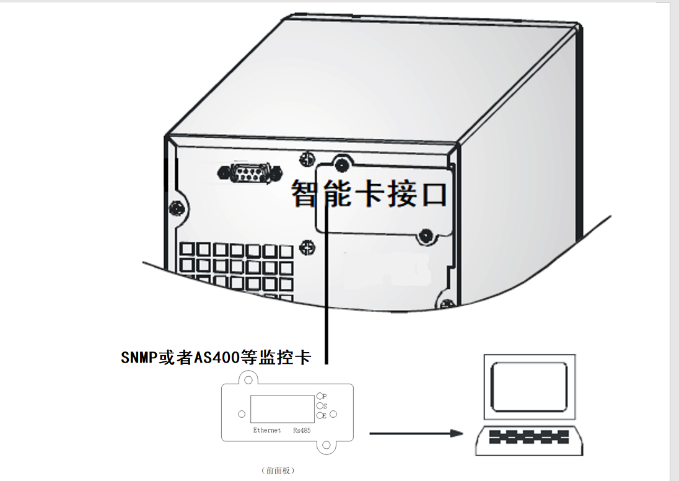 智能卡接口
SNMP或者AS400等监控卡
P
S
E
Ethernet Rs485
（前面板）